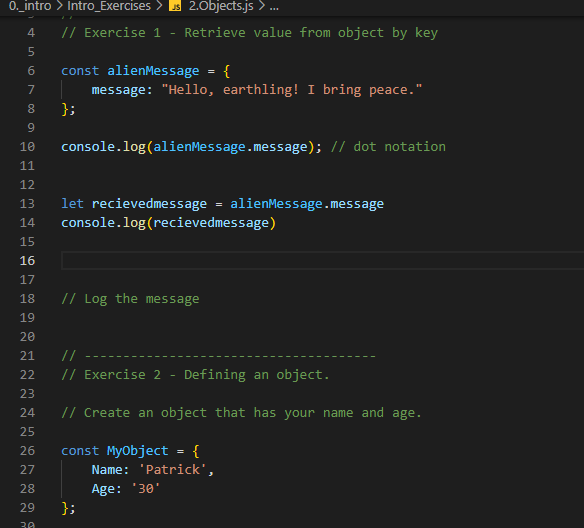 0._intro > Intro_Exercises > JS 2.Objects.js > ...
4 // Exercise 1 - Retrieve value from object by key
5
6 const alienMessage = {
7     message: "Hello, earthling! I bring peace."
8 };
9
10 console.log(alienMessage.message); // dot notation
11
12
13 let recievedmessage = alienMessage.message
14 console.log(recievedmessage)
15
16
17
18 // Log the message
19
20
21 // --------------------------------------
22 // Exercise 2 - Defining an object.
23
24 // Create an object that has your name and age.
25
26 const MyObject = {
27     Name: 'Patrick',
28     Age: '30'
29 };
30